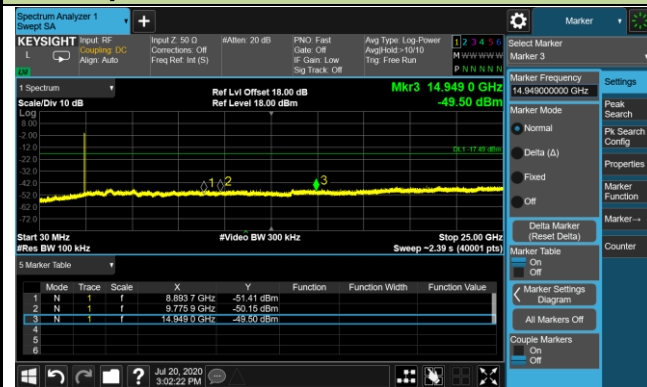 Spectrum Analyzer 1
Swept SA
+
Marker
KEYSIGHT
L
LM
Input: RF
Coupling: DC
Align: Auto
Input Z: 50 Ω
Corrections: Off
Freq Ref: Int (S)
#Atten: 20 dB
PNO: Fast
Gate: Off
IF Gain: Low
Sig Track: Off
Avg Type: Log-Power
Avg|Hold:>10/10
Trig: Free Run
1 2 3 4 5 6
M W W W W W
P N N N N N
Select Marker
Marker 3
1 Spectrum
Scale/Div 10 dB
Log
Ref Lvl Offset 18.00 dB
Ref Level 18.00 dBm
Mkr3 14.949 0 GHz
-49.50 dBm
8.00
-2.00
-12.0
-22.0
-32.0
-42.0
-52.0
-62.0
-72.0
DL1 -17.49 dBm
1
2
3
Start 30 MHz
#Res BW 100 kHz
#Video BW 300 kHz
Stop 25.00 GHz
Sweep ~2.39 s (40001 pts)
5 Marker Table
Mode Trace Scale X Y Function Function Width Function Value
1 N 1 f 8.893 7 GHz -51.41 dBm
2 N 1 f 9.775 9 GHz -50.15 dBm
3 N 1 f 14.949 0 GHz -49.50 dBm
4
5
6
Marker Frequency
14.949000000 GHz
Marker Mode
Normal
Delta (Δ)
Fixed
Off
Delta Marker
(Reset Delta)
Marker Table
On
Off
Marker Settings
Diagram
All Markers Off
Couple Markers
On
Off
Settings
Peak
Search
Pk Search
Config
Properties
Marker
Function
Marker→
Counter
?
Jul 20, 2020
3:02:22 PM